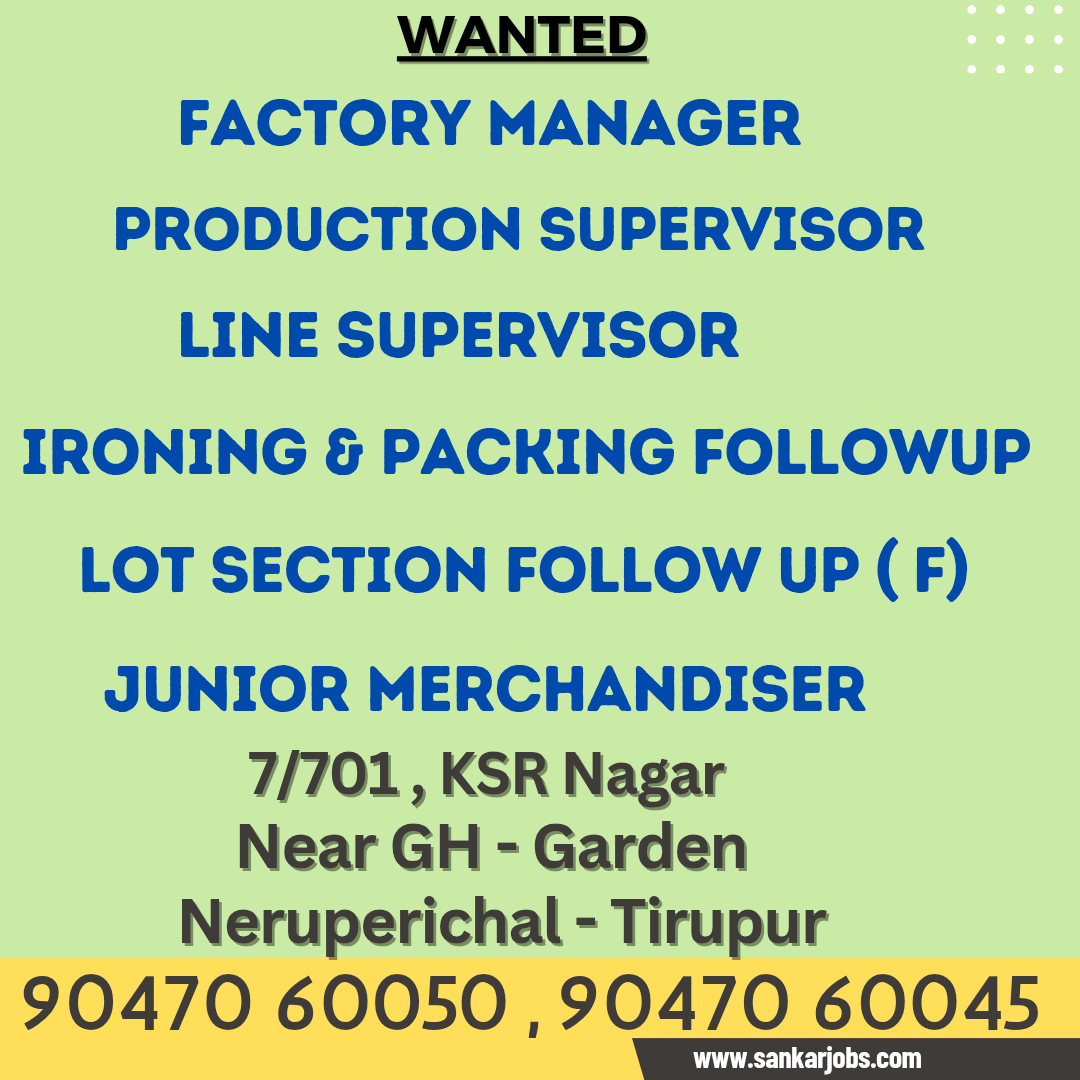 WANTED
FACTORY MANAGER
PRODUCTION SUPERVISOR
LINE SUPERVISOR
IRONING & PACKING FOLLOWUP
LOT SECTION FOLLOW UP ( F)
JUNIOR MERCHANDISER
7/701 , KSR Nagar
Near GH - Garden
Neruperichal - Tirupur
90470 60050 , 90470 60045
www.sankarjobs.com